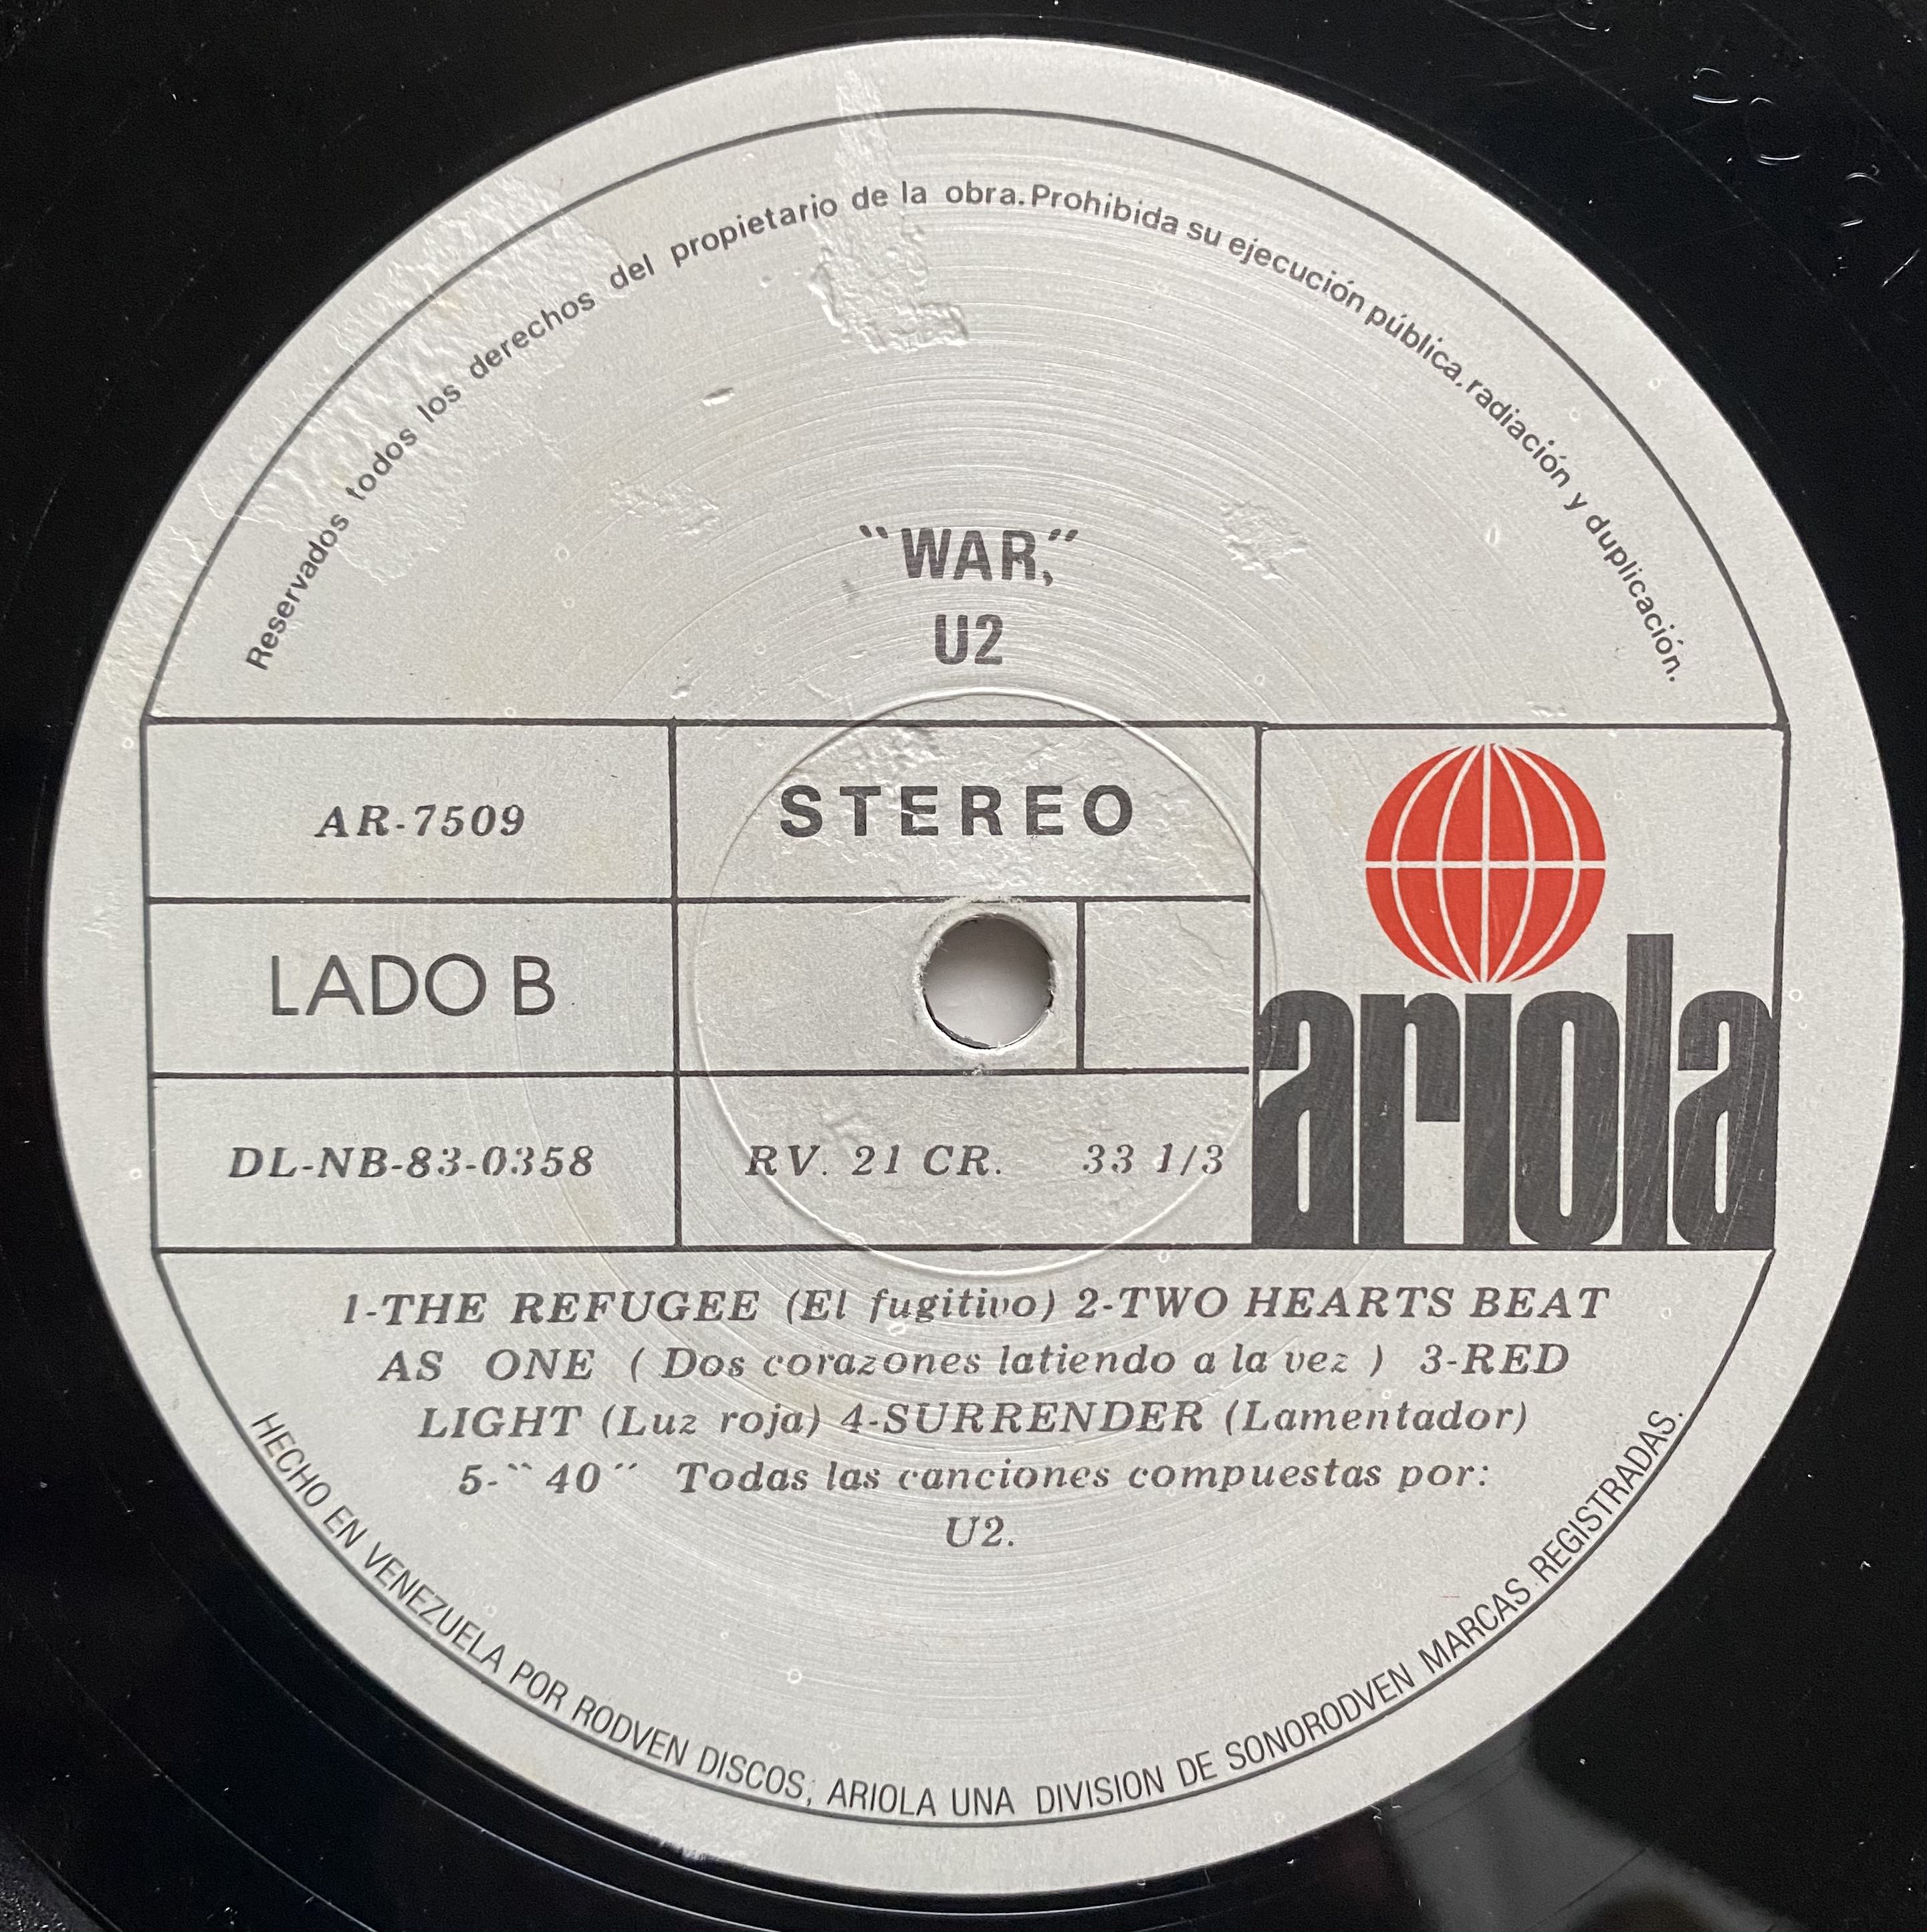 Reservados todos los derechos del propietario de la obra. Prohibida su ejecución pública, radiación y duplicación.
"WAR,"
U2
AR-7509
STEREO
LADO B
ariola
DL-NB-83-0358
RV. 21 CR.
33 1/3
1-THE REFUGEE (El fugitivo) 2-TWO HEARTS BEAT
AS ONE ( Dos corazones latiendo a la vez ) 3-RED
LIGHT (Luz roja) 4-SURRENDER (Lamentador)
5-"40" Todas las canciones compuestas por:
U2.
HECHO EN VENEZUELA POR RODVEN DISCOS, ARIOLA UNA DIVISION DE SONORODVEN MARCAS REGISTRADAS.